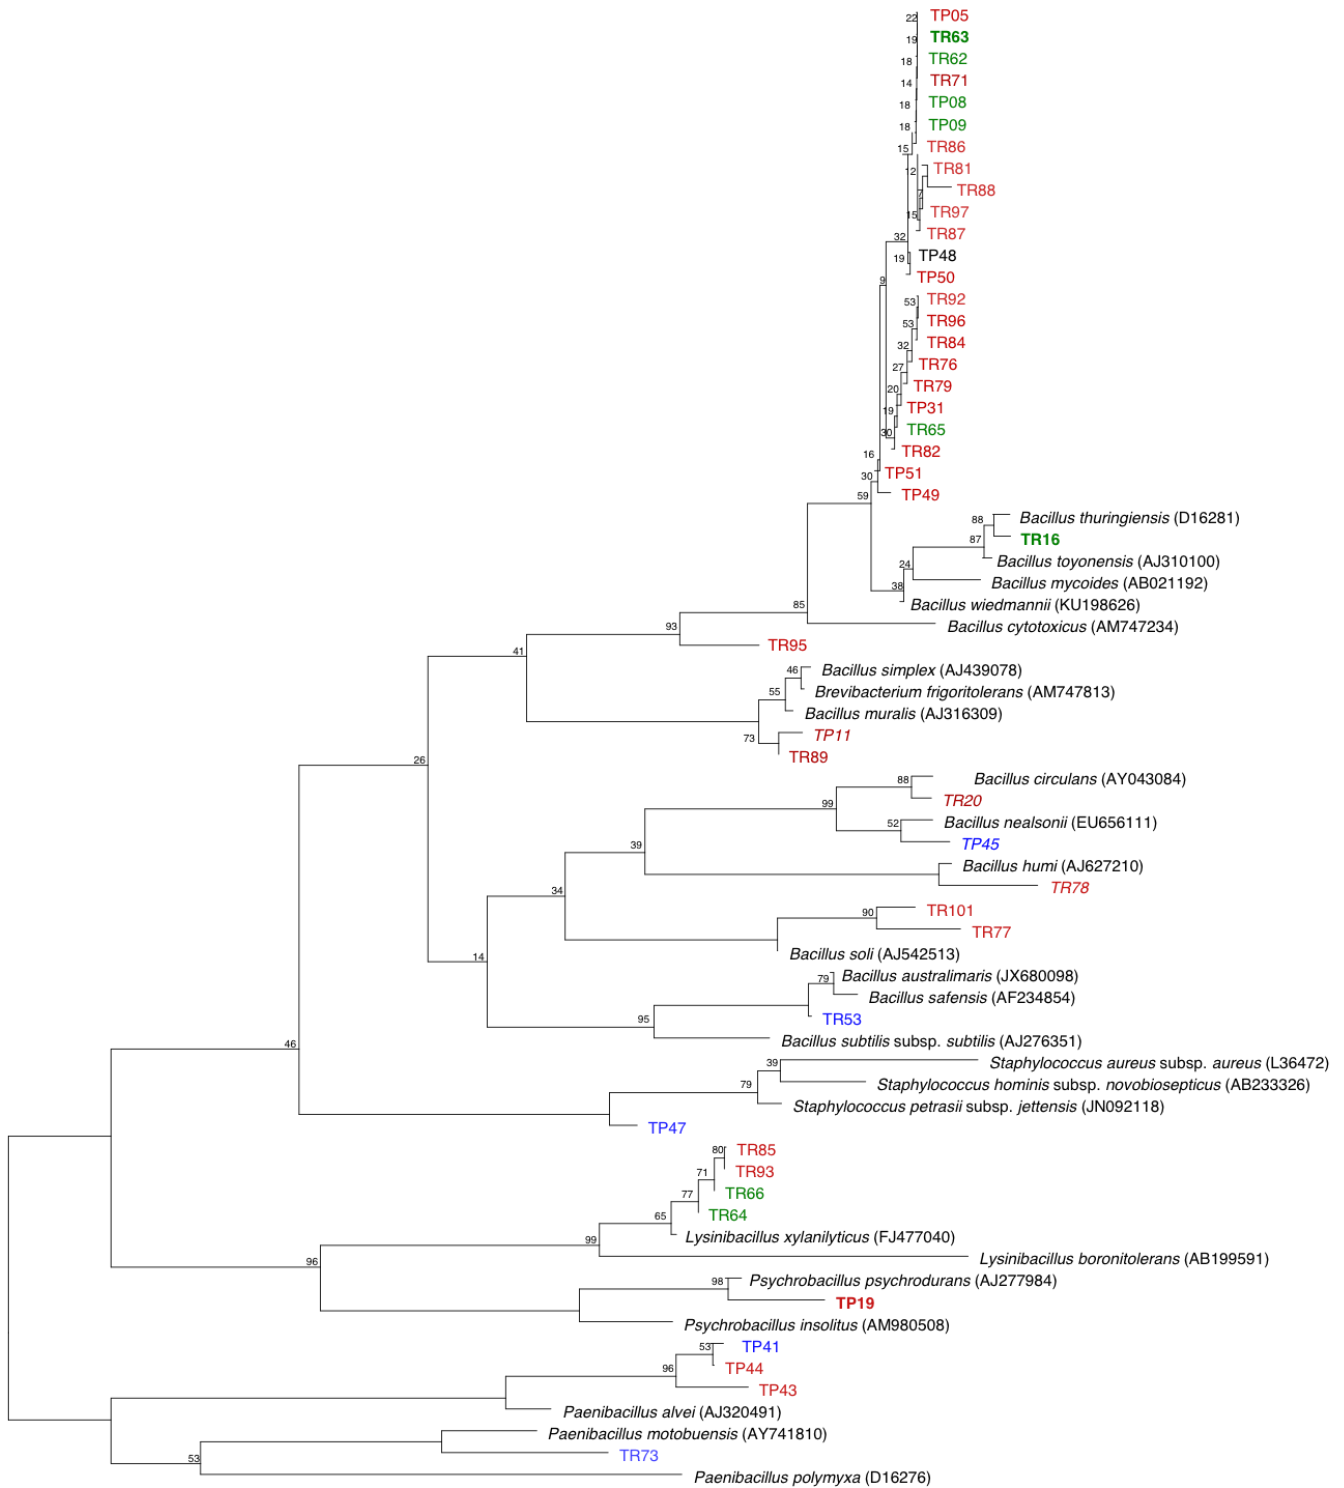 22 TP05
19 TR63
18 TR62
14 TR71
18 TP08
18 TP09
15 TR86
12 TR81
TR88
7
15 TR97
TR87
32
19 TP48
TP50
9
53 TR92
53 TR96
32 TR84
27 TR76
20 TR79
19 TP31
30 TR65
TR82
16
30 TP51
59 TP49
88 Bacillus thuringiensis (D16281)
87 TR16
24 Bacillus toyonensis (AJ310100)
38 Bacillus mycoides (AB021192)
85 Bacillus wiedmannii (KU198626)
93 Bacillus cytotoxicus (AM747234)
41 TR95
46 Bacillus simplex (AJ439078)
55 Brevibacterium frigoritolerans (AM747813)
Bacillus muralis (AJ316309)
73 TP11
TR89
26
88 Bacillus circulans (AY043084)
99 TR20
52 Bacillus nealsonii (EU656111)
39 TP45
Bacillus humi (AJ627210)
34 TR78
90 TR101
TR77
14 Bacillus soli (AJ542513)
79 Bacillus australimaris (JX680098)
Bacillus safensis (AF234854)
95 TR53
46 Bacillus subtilis subsp. subtilis (AJ276351)
39 Staphylococcus aureus subsp. aureus (L36472)
79 Staphylococcus hominis subsp. novobiosepticus (AB233326)
Staphylococcus petrasii subsp. jettensis (JN092118)
TP47
80 TR85
71 TR93
77 TR66
65 TR64
99 Lysinibacillus xylanilyticus (FJ477040)
96 Lysinibacillus boronitolerans (AB199591)
98 Psychrobacillus psychrodurans (AJ277984)
TP19
Psychrobacillus insolitus (AM980508)
53 TP41
96 TP44
TP43
Paenibacillus alvei (AJ320491)
Paenibacillus motobuensis (AY741810)
53 TR73
Paenibacillus polymyxa (D16276)